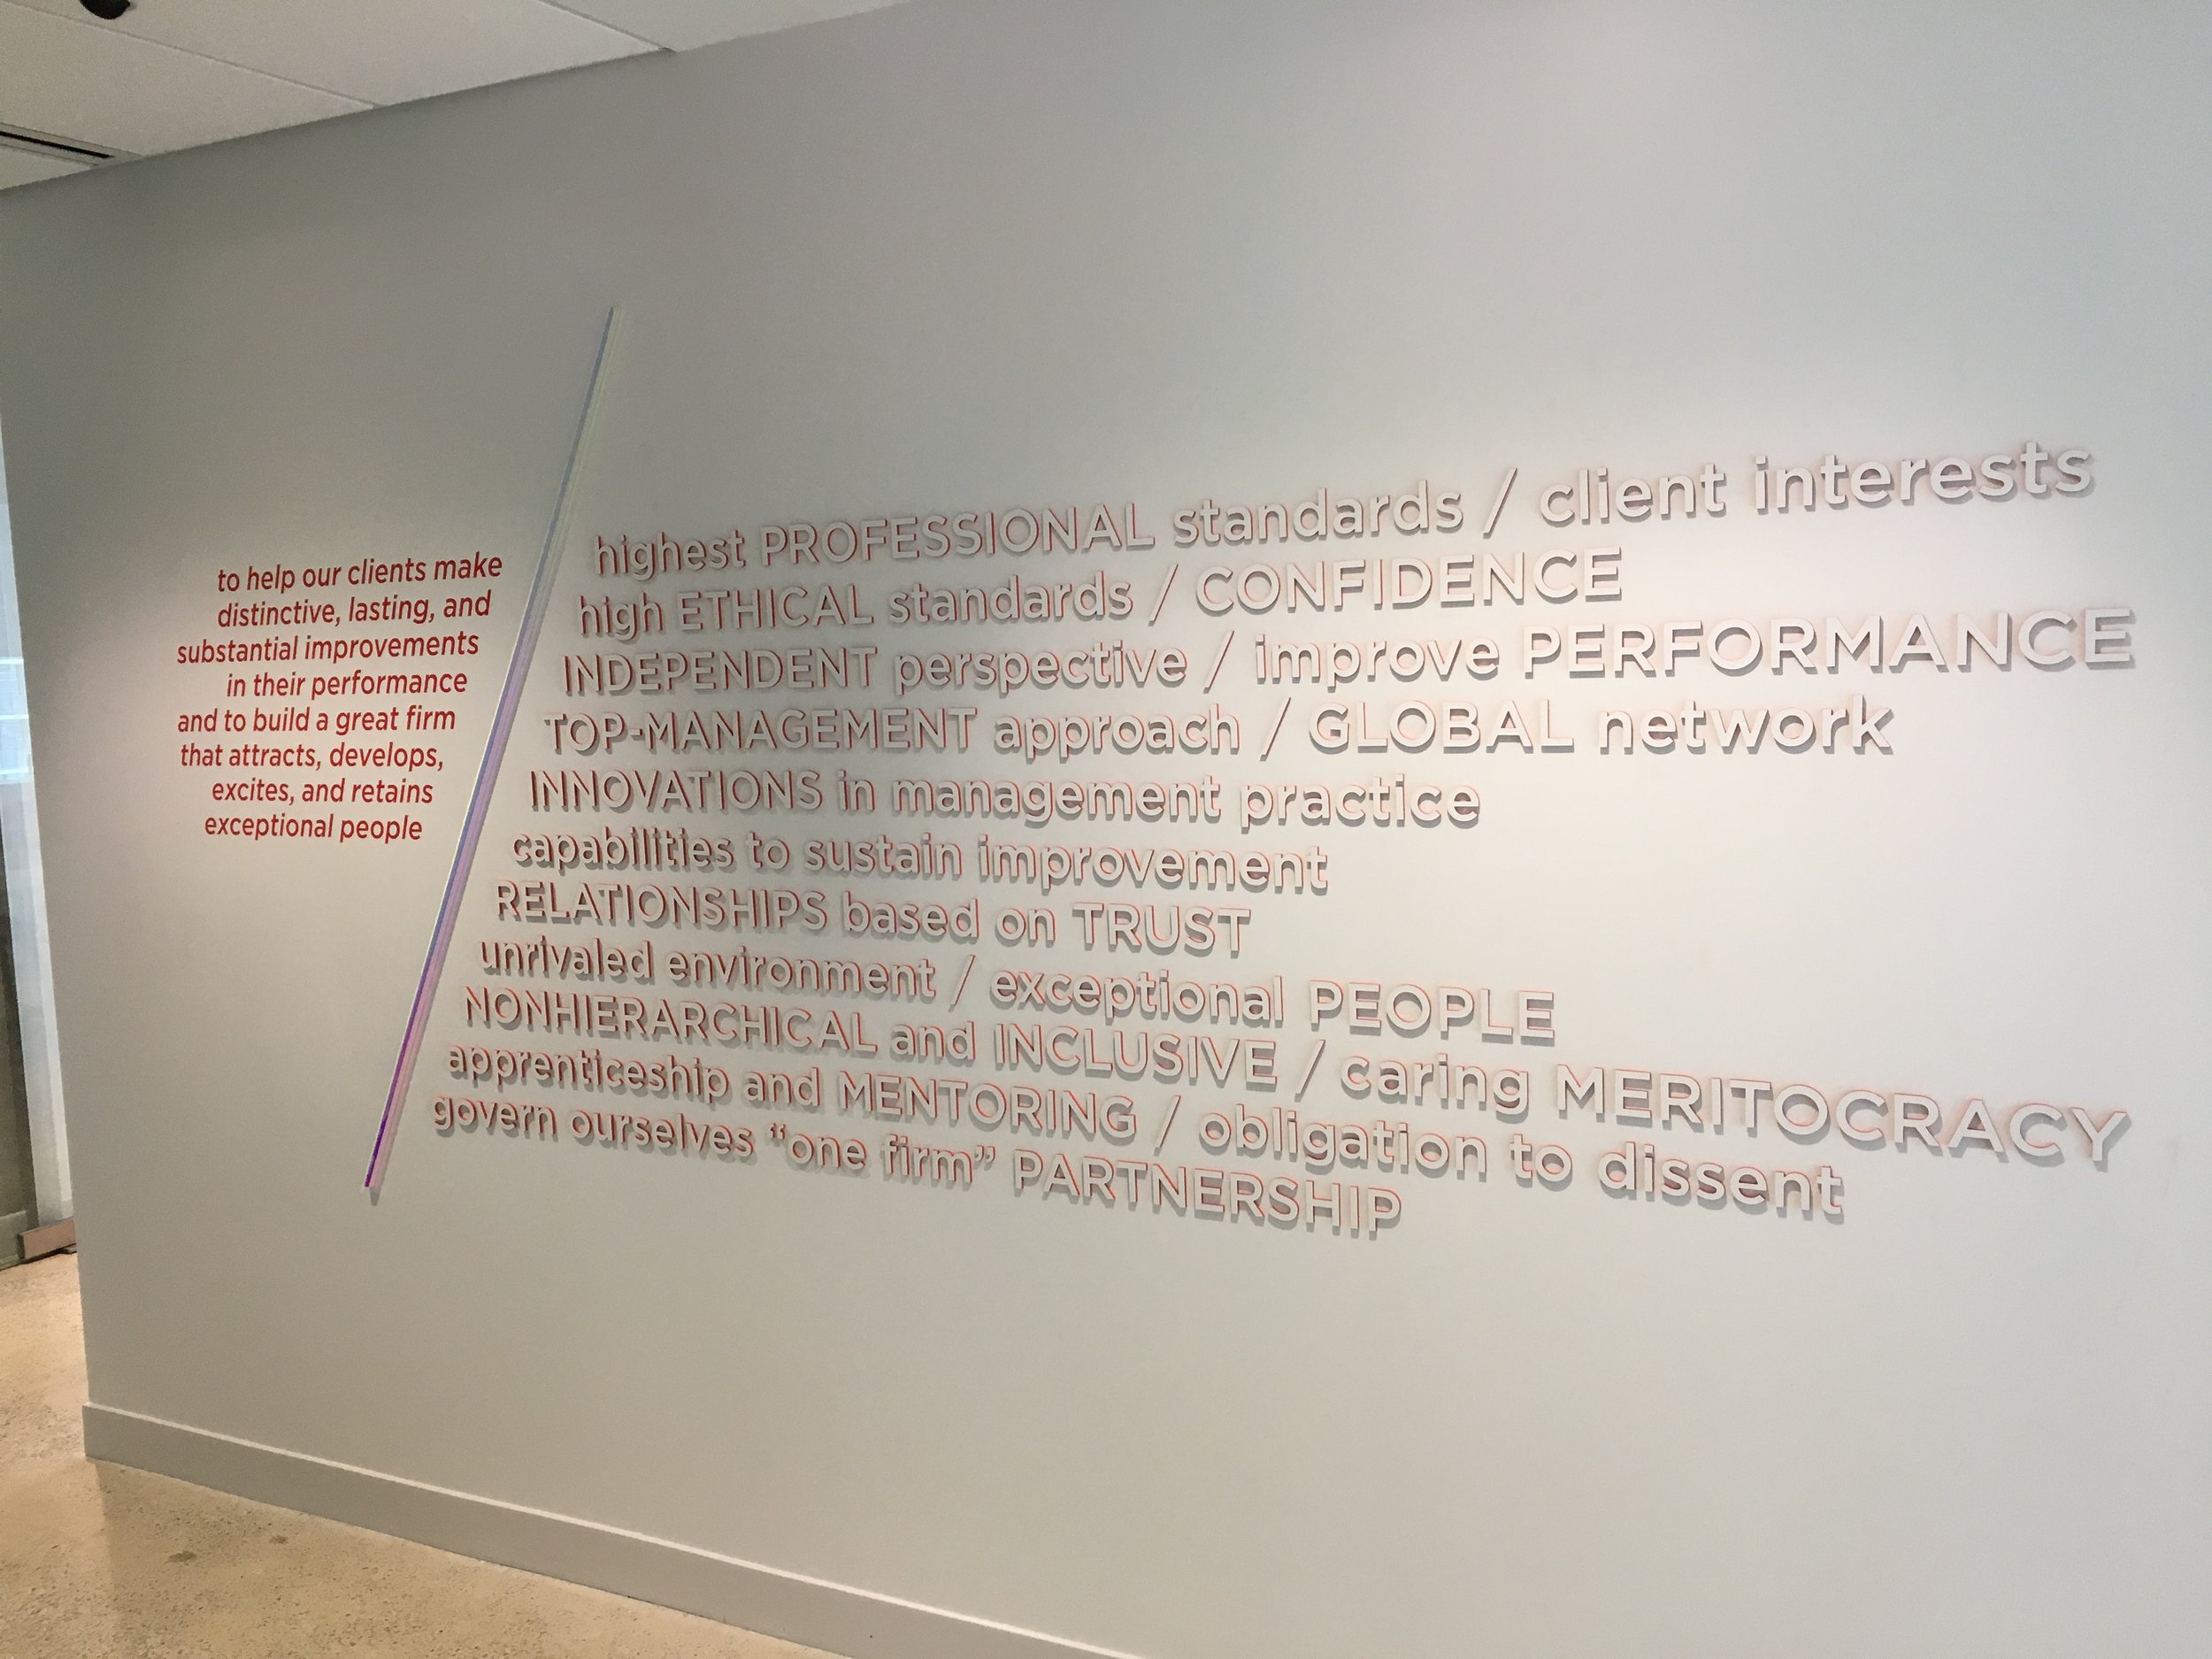 to help our clients make
distinctive, lasting, and
substantial improvements
in their performance
and to build a great firm
that attracts, develops,
excites, and retains
exceptional people
highest PROFESSIONAL standards / client interests
high ETHICAL standards / CONFIDENCE
INDEPENDENT perspective / improve PERFORMANCE
TOP-MANAGEMENT approach / GLOBAL network
INNOVATIONS in management practice
capabilities to sustain improvement
RELATIONSHIPS based on TRUST
unrivaled environment / exceptional PEOPLE
NONHIERARCHICAL and INCLUSIVE / caring MERITOCRACY
apprenticeship and MENTORING / obligation to dissent
govern ourselves “one firm” PARTNERSHIP